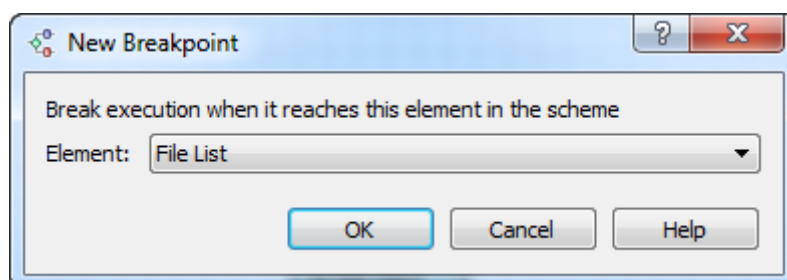 New Breakpoint
Break execution when it reaches this element in the scheme
Element: File List
OK Cancel Help